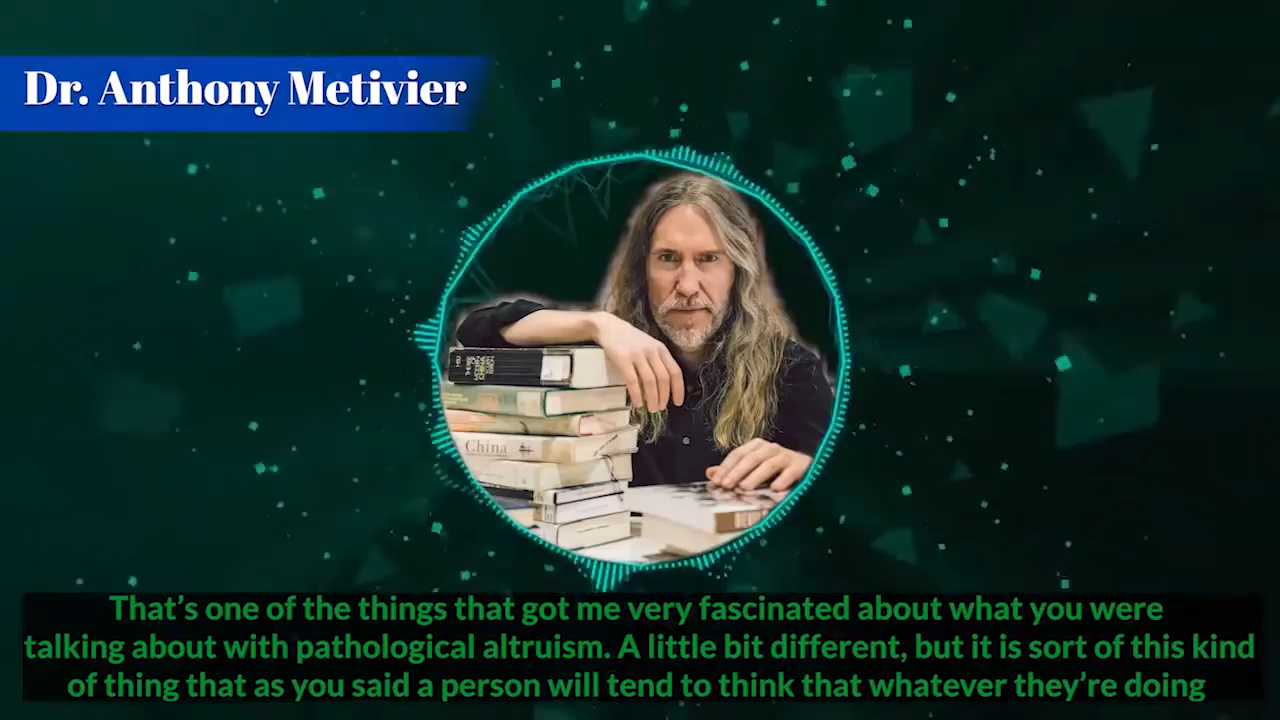 Dr. Anthony Metivier
China
That’s one of the things that got me very fascinated about what you were
talking about with pathological altruism. A little bit different, but it is sort of this kind
of thing that as you said a person will tend to think that whatever they’re doing